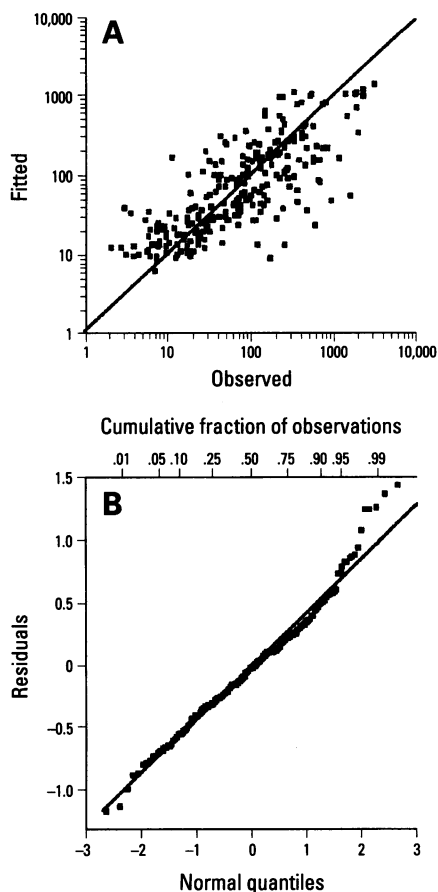 A
10,000
1000
100
10
1
Fitted
1 10 100 1000 10,000
Observed
Cumulative fraction of observations
.01 .05 .10 .25 .50 .75 .90 .95 .99
B
1.5
1.0
0.5
0
−0.5
−1.0
Residuals
−3 −2 −1 0 1 2 3
Normal quantiles